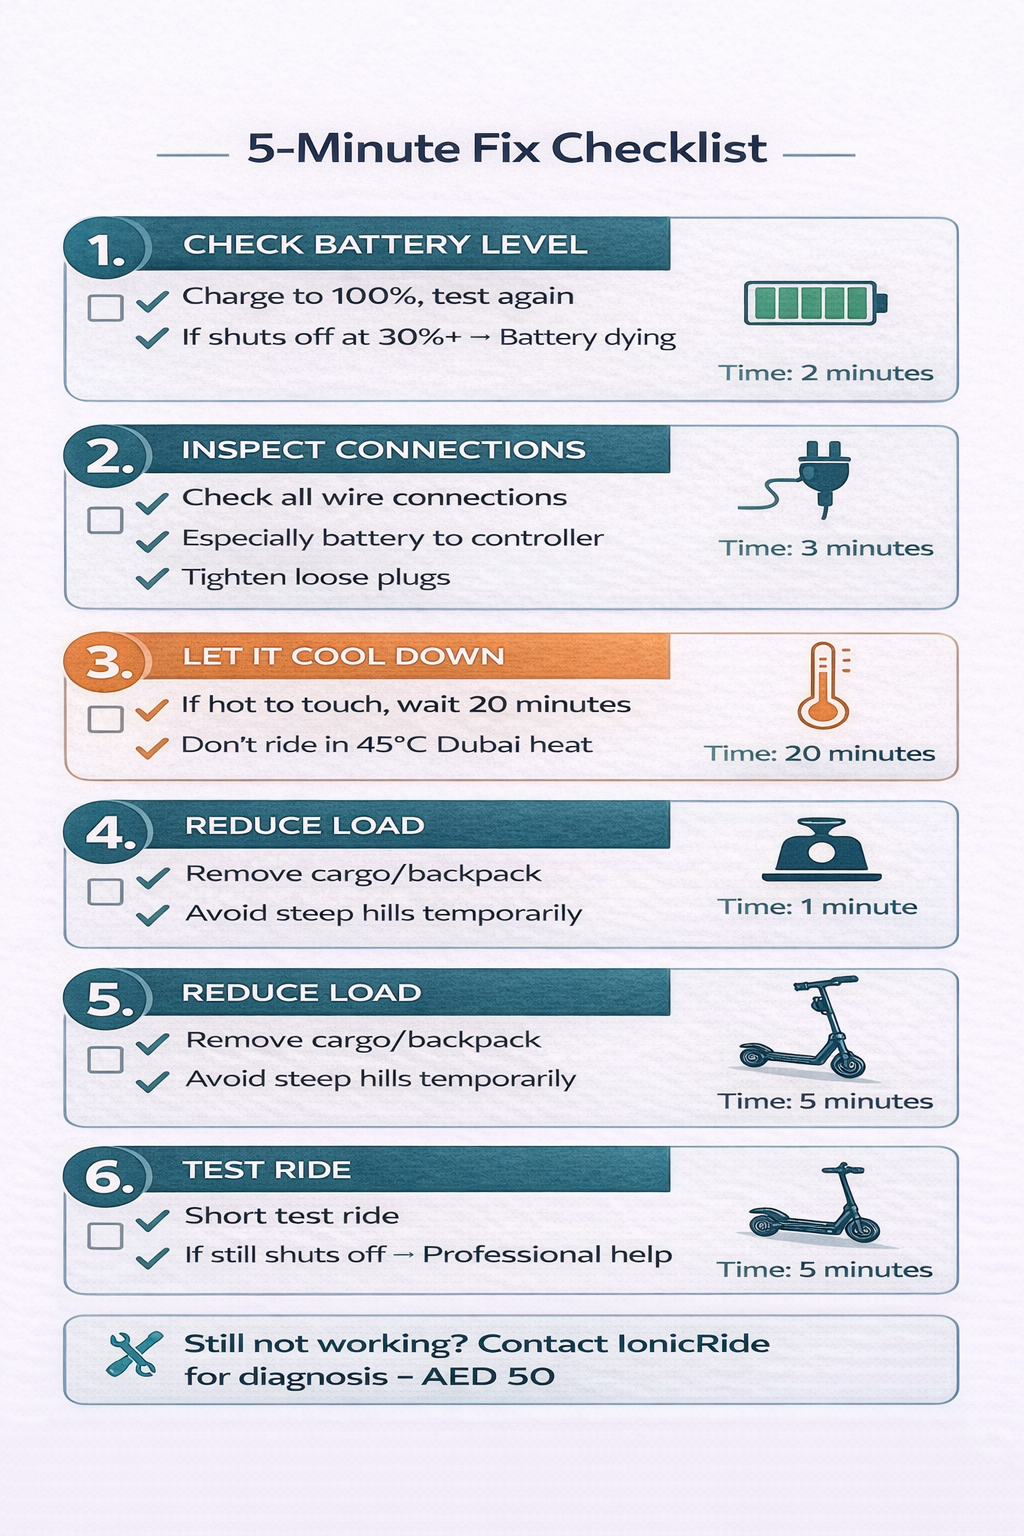 5-Minute Fix Checklist
1. CHECK BATTERY LEVEL
Charge to 100%, test again
If shuts off at 30%+ → Battery dying
Time: 2 minutes
2. INSPECT CONNECTIONS
Check all wire connections
Especially battery to controller
Tighten loose plugs
Time: 3 minutes
3. LET IT COOL DOWN
If hot to touch, wait 20 minutes
Don't ride in 45°C Dubai heat
Time: 20 minutes
4. REDUCE LOAD
Remove cargo/backpack
Avoid steep hills temporarily
Time: 1 minute
5. REDUCE LOAD
Remove cargo/backpack
Avoid steep hills temporarily
Time: 5 minutes
6. TEST RIDE
Short test ride
If still shuts off → Professional help
Time: 5 minutes
Still not working? Contact IonicRide
for diagnosis – AED 50